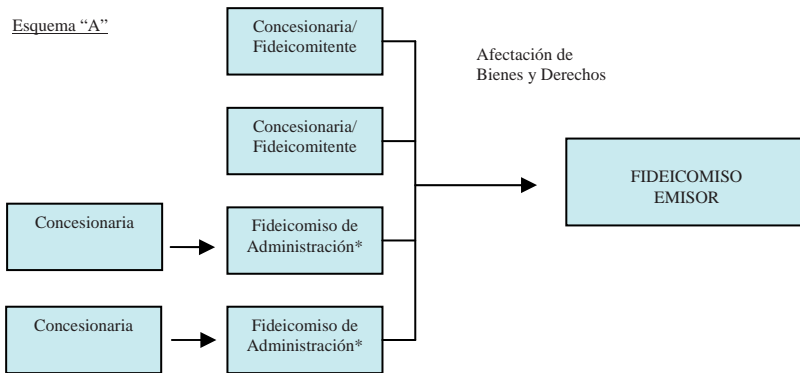 Esquema “A”
Concesionaria/
Fideicomitente
Afectación de
Bienes y Derechos
Concesionaria/
Fideicomitente
FIDEICOMISO
EMISOR
Concesionaria
Fideicomiso de
Administración*
Concesionaria
Fideicomiso de
Administración*